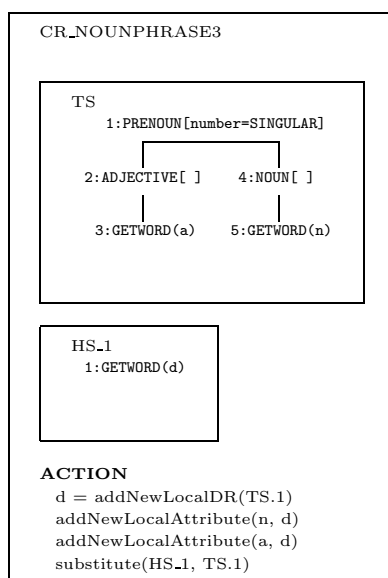 CR_NOUNPHRASE3
TS
1:PRENOUN[number=SINGULAR]
2:ADJECTIVE[ ] 4:NOUN[ ]
3:GETWORD(a) 5:GETWORD(n)
HS_1
1:GETWORD(d)
ACTION
d = addNewLocalDR(TS.1)
addNewLocalAttribute(n, d)
addNewLocalAttribute(a, d)
substitute(HS_1, TS.1)